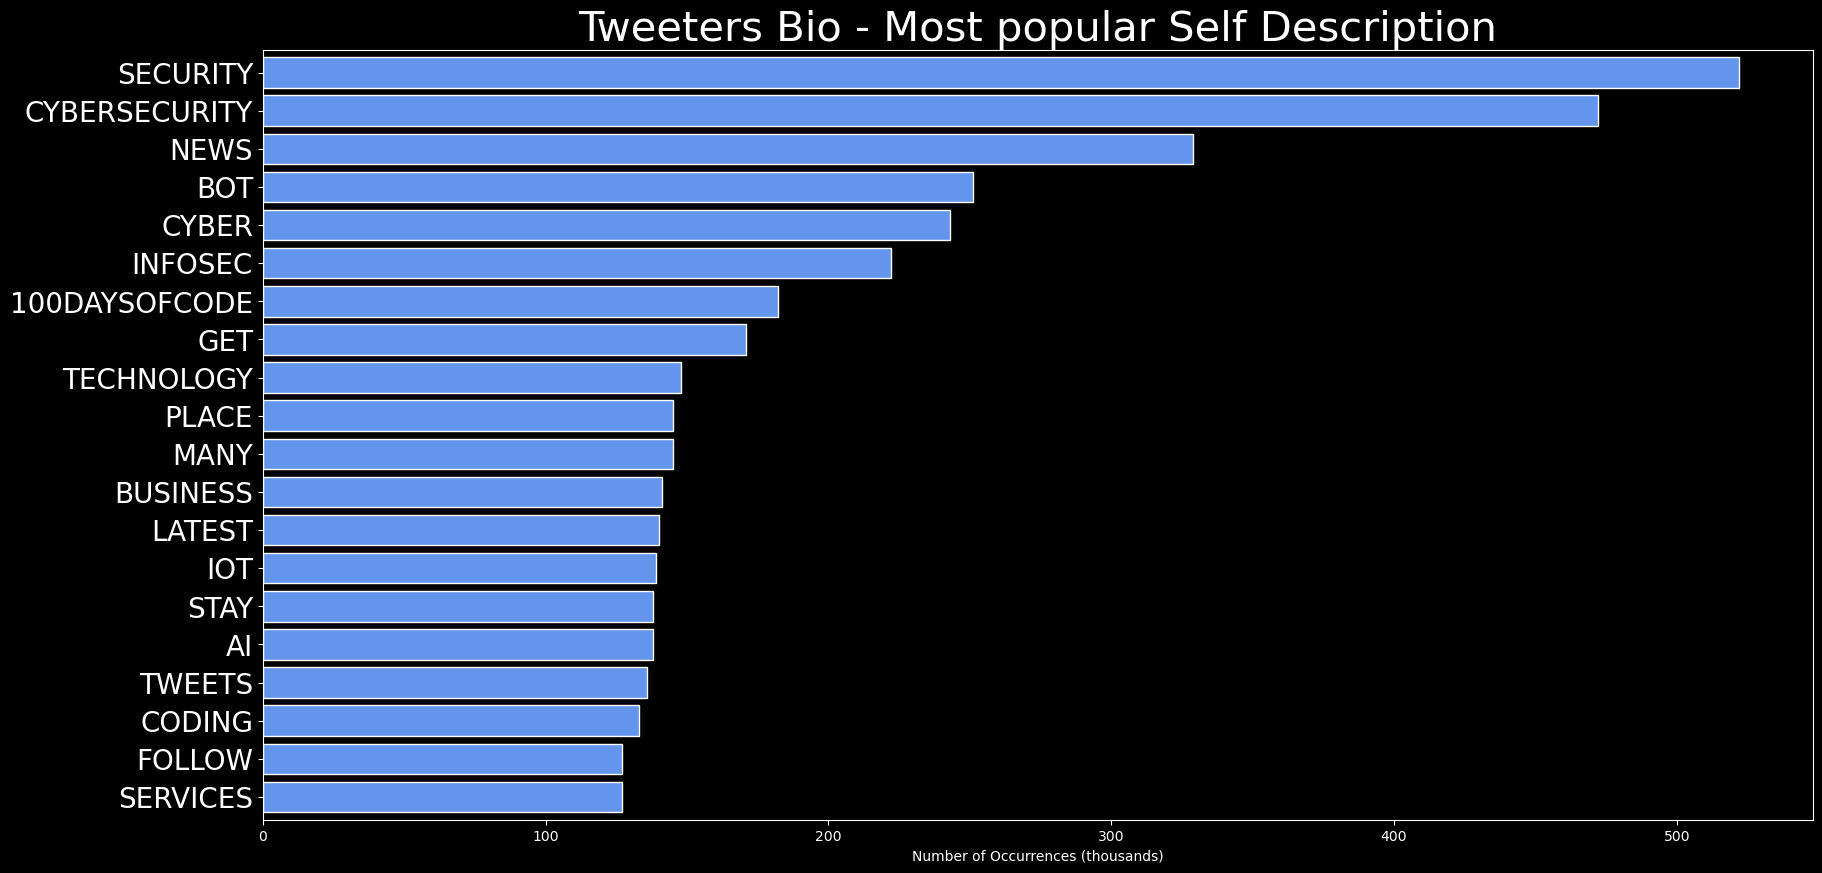 Tweeters Bio - Most popular Self Description
SECURITY
CYBERSECURITY
NEWS
BOT
CYBER
INFOSEC
100DAYSOFCODE
GET
TECHNOLOGY
PLACE
MANY
BUSINESS
LATEST
IOT
STAY
AI
TWEETS
CODING
FOLLOW
SERVICES
0 100 200 300 400 500
Number of Occurrences (thousands)